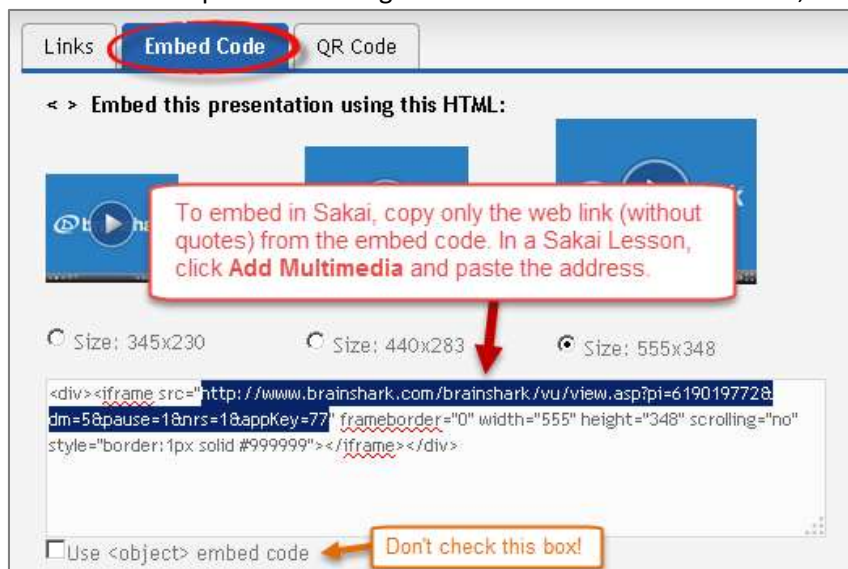 Links
Embed Code
QR Code
< > Embed this presentation using this HTML:
To embed in Sakai, copy only the web link (without
quotes) from the embed code. In a Sakai Lesson,
click Add Multimedia and paste the address.
Size: 345x230
Size: 440x283
Size: 555x348
<div><iframe src="http://www.brainshark.com/brainshark/vu/view.asp?pi=619019772&
dm=5&pause=1&nrs=1&appKey=77" frameborder="0" width="555" height="348" scrolling="no"
style="border:1px solid #999999"></iframe></div>
Use <object> embed code
Don't check this box!